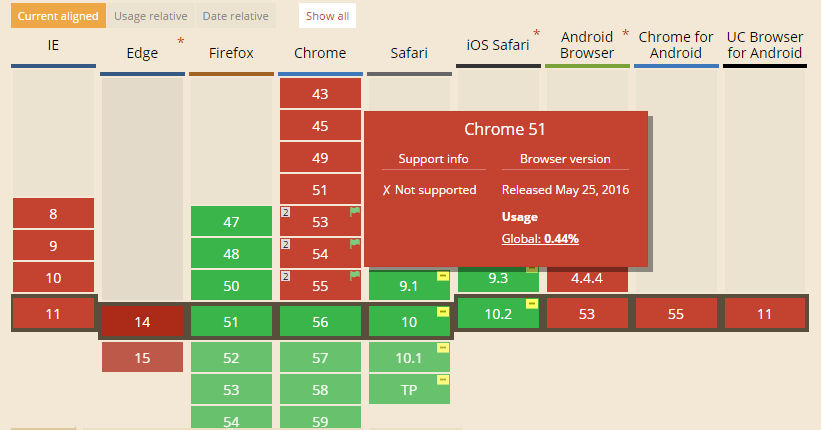 Current aligned Usage relative Date relative Show all
IE Edge * Firefox Chrome Safari iOS Safari * Android Browser * Chrome for Android UC Browser for Android
43
45
49
51
8 47 2 53
9 48 2 54
10 50 2 55 9.1 9.3 4.4.4
11 14 51 56 10 10.2 53 55 11
15 52 57 10.1
53 58 TP
54 59
Chrome 51
Support info Browser version
✗ Not supported Released May 25, 2016
Usage
Global: 0.44%